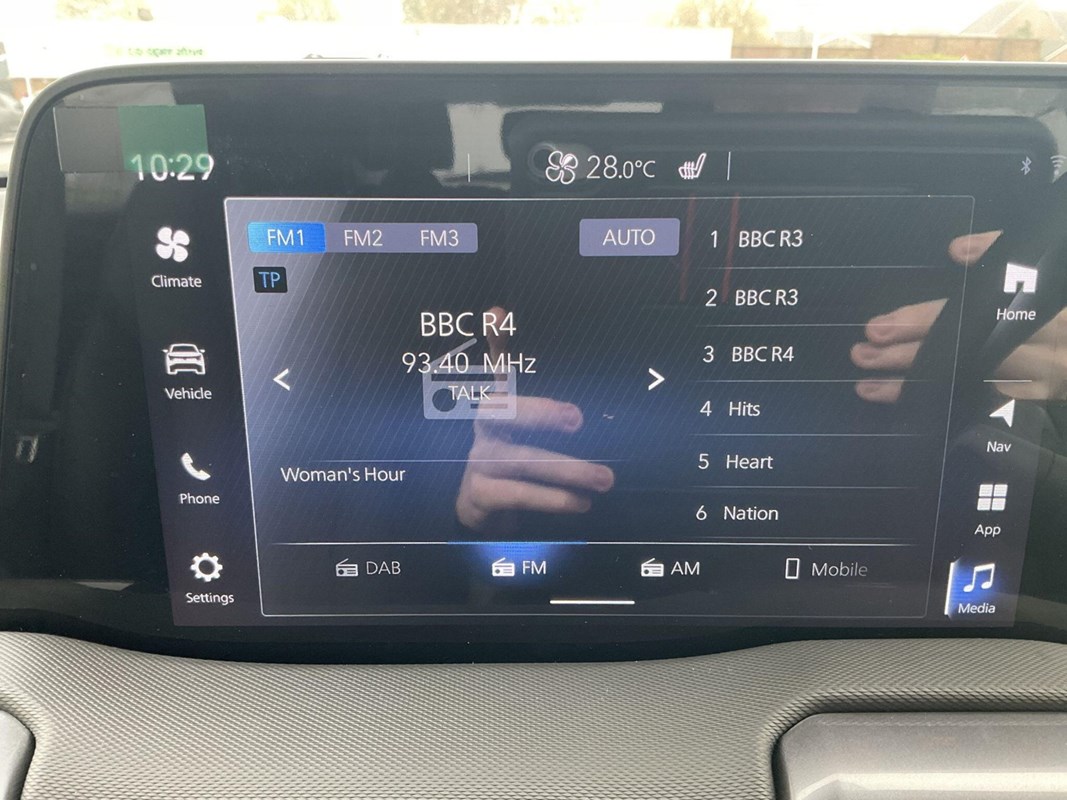 10:29
28.0°C
Climate
Vehicle
Phone
Settings
FM1 FM2 FM3
AUTO
TP
BBC R4
93.40 MHz
TALK
< >
Woman's Hour
1 BBC R3
2 BBC R3
3 BBC R4
4 Hits
5 Heart
6 Nation
DAB FM AM Mobile
Home
Nav
App
Media